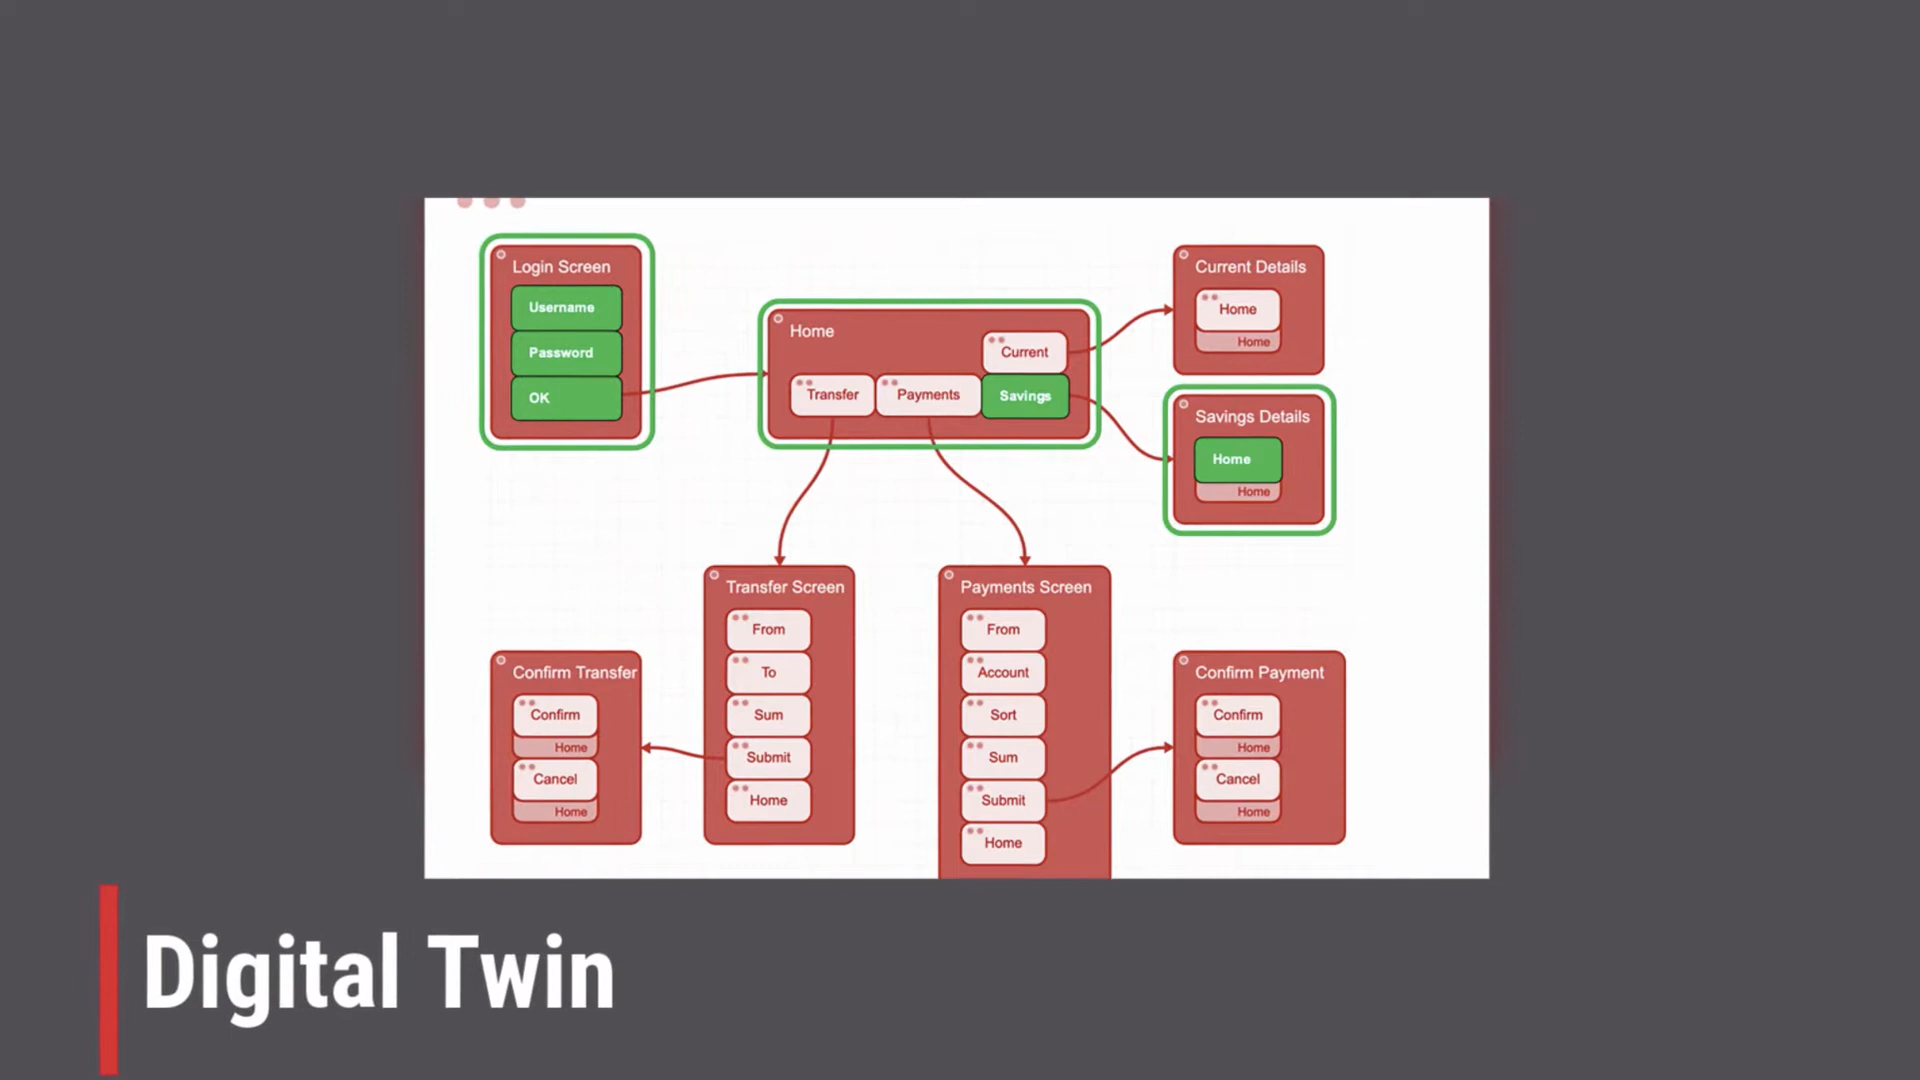 Login Screen
Username
Password
OK
Home
Current
Transfer
Payments
Savings
Current Details
Home
Home
Savings Details
Home
Home
Transfer Screen
From
To
Sum
Submit
Home
Payments Screen
From
Account
Sort
Sum
Submit
Home
Confirm Transfer
Confirm
Home
Cancel
Home
Confirm Payment
Confirm
Home
Cancel
Home
Digital Twin